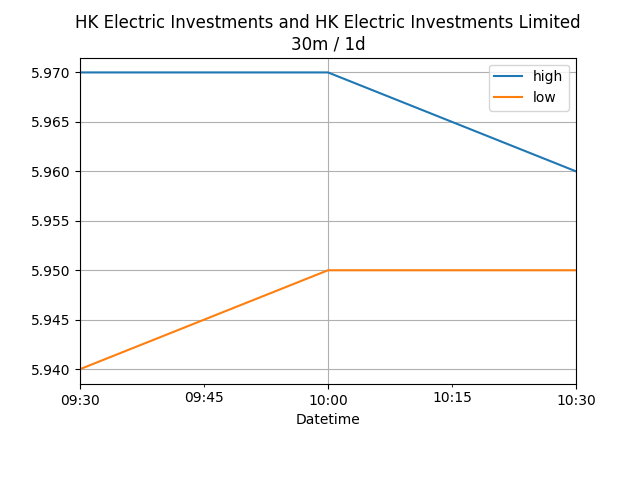 HK Electric Investments and HK Electric Investments Limited
30m / 1d
high
low
5.970
5.965
5.960
5.955
5.950
5.945
5.940
09:30
09:45
10:00
10:15
10:30
Datetime